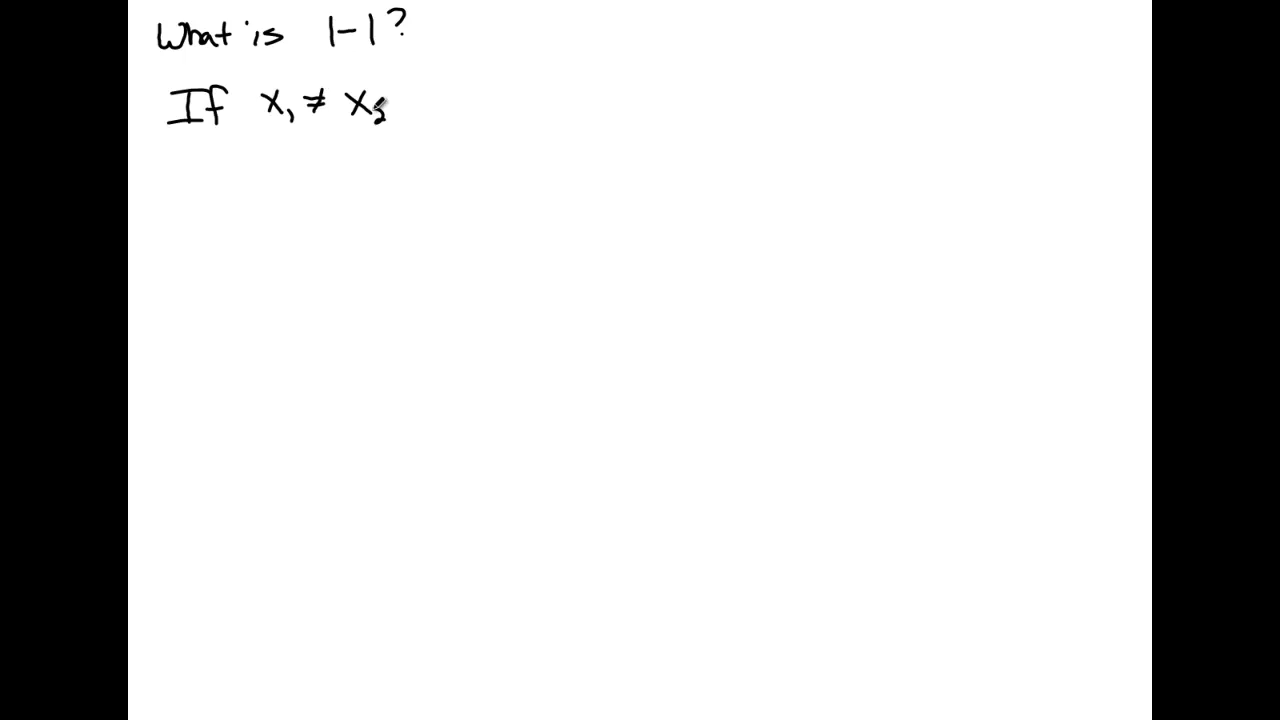 What is 1-1?
If x₁ ≠ x₂